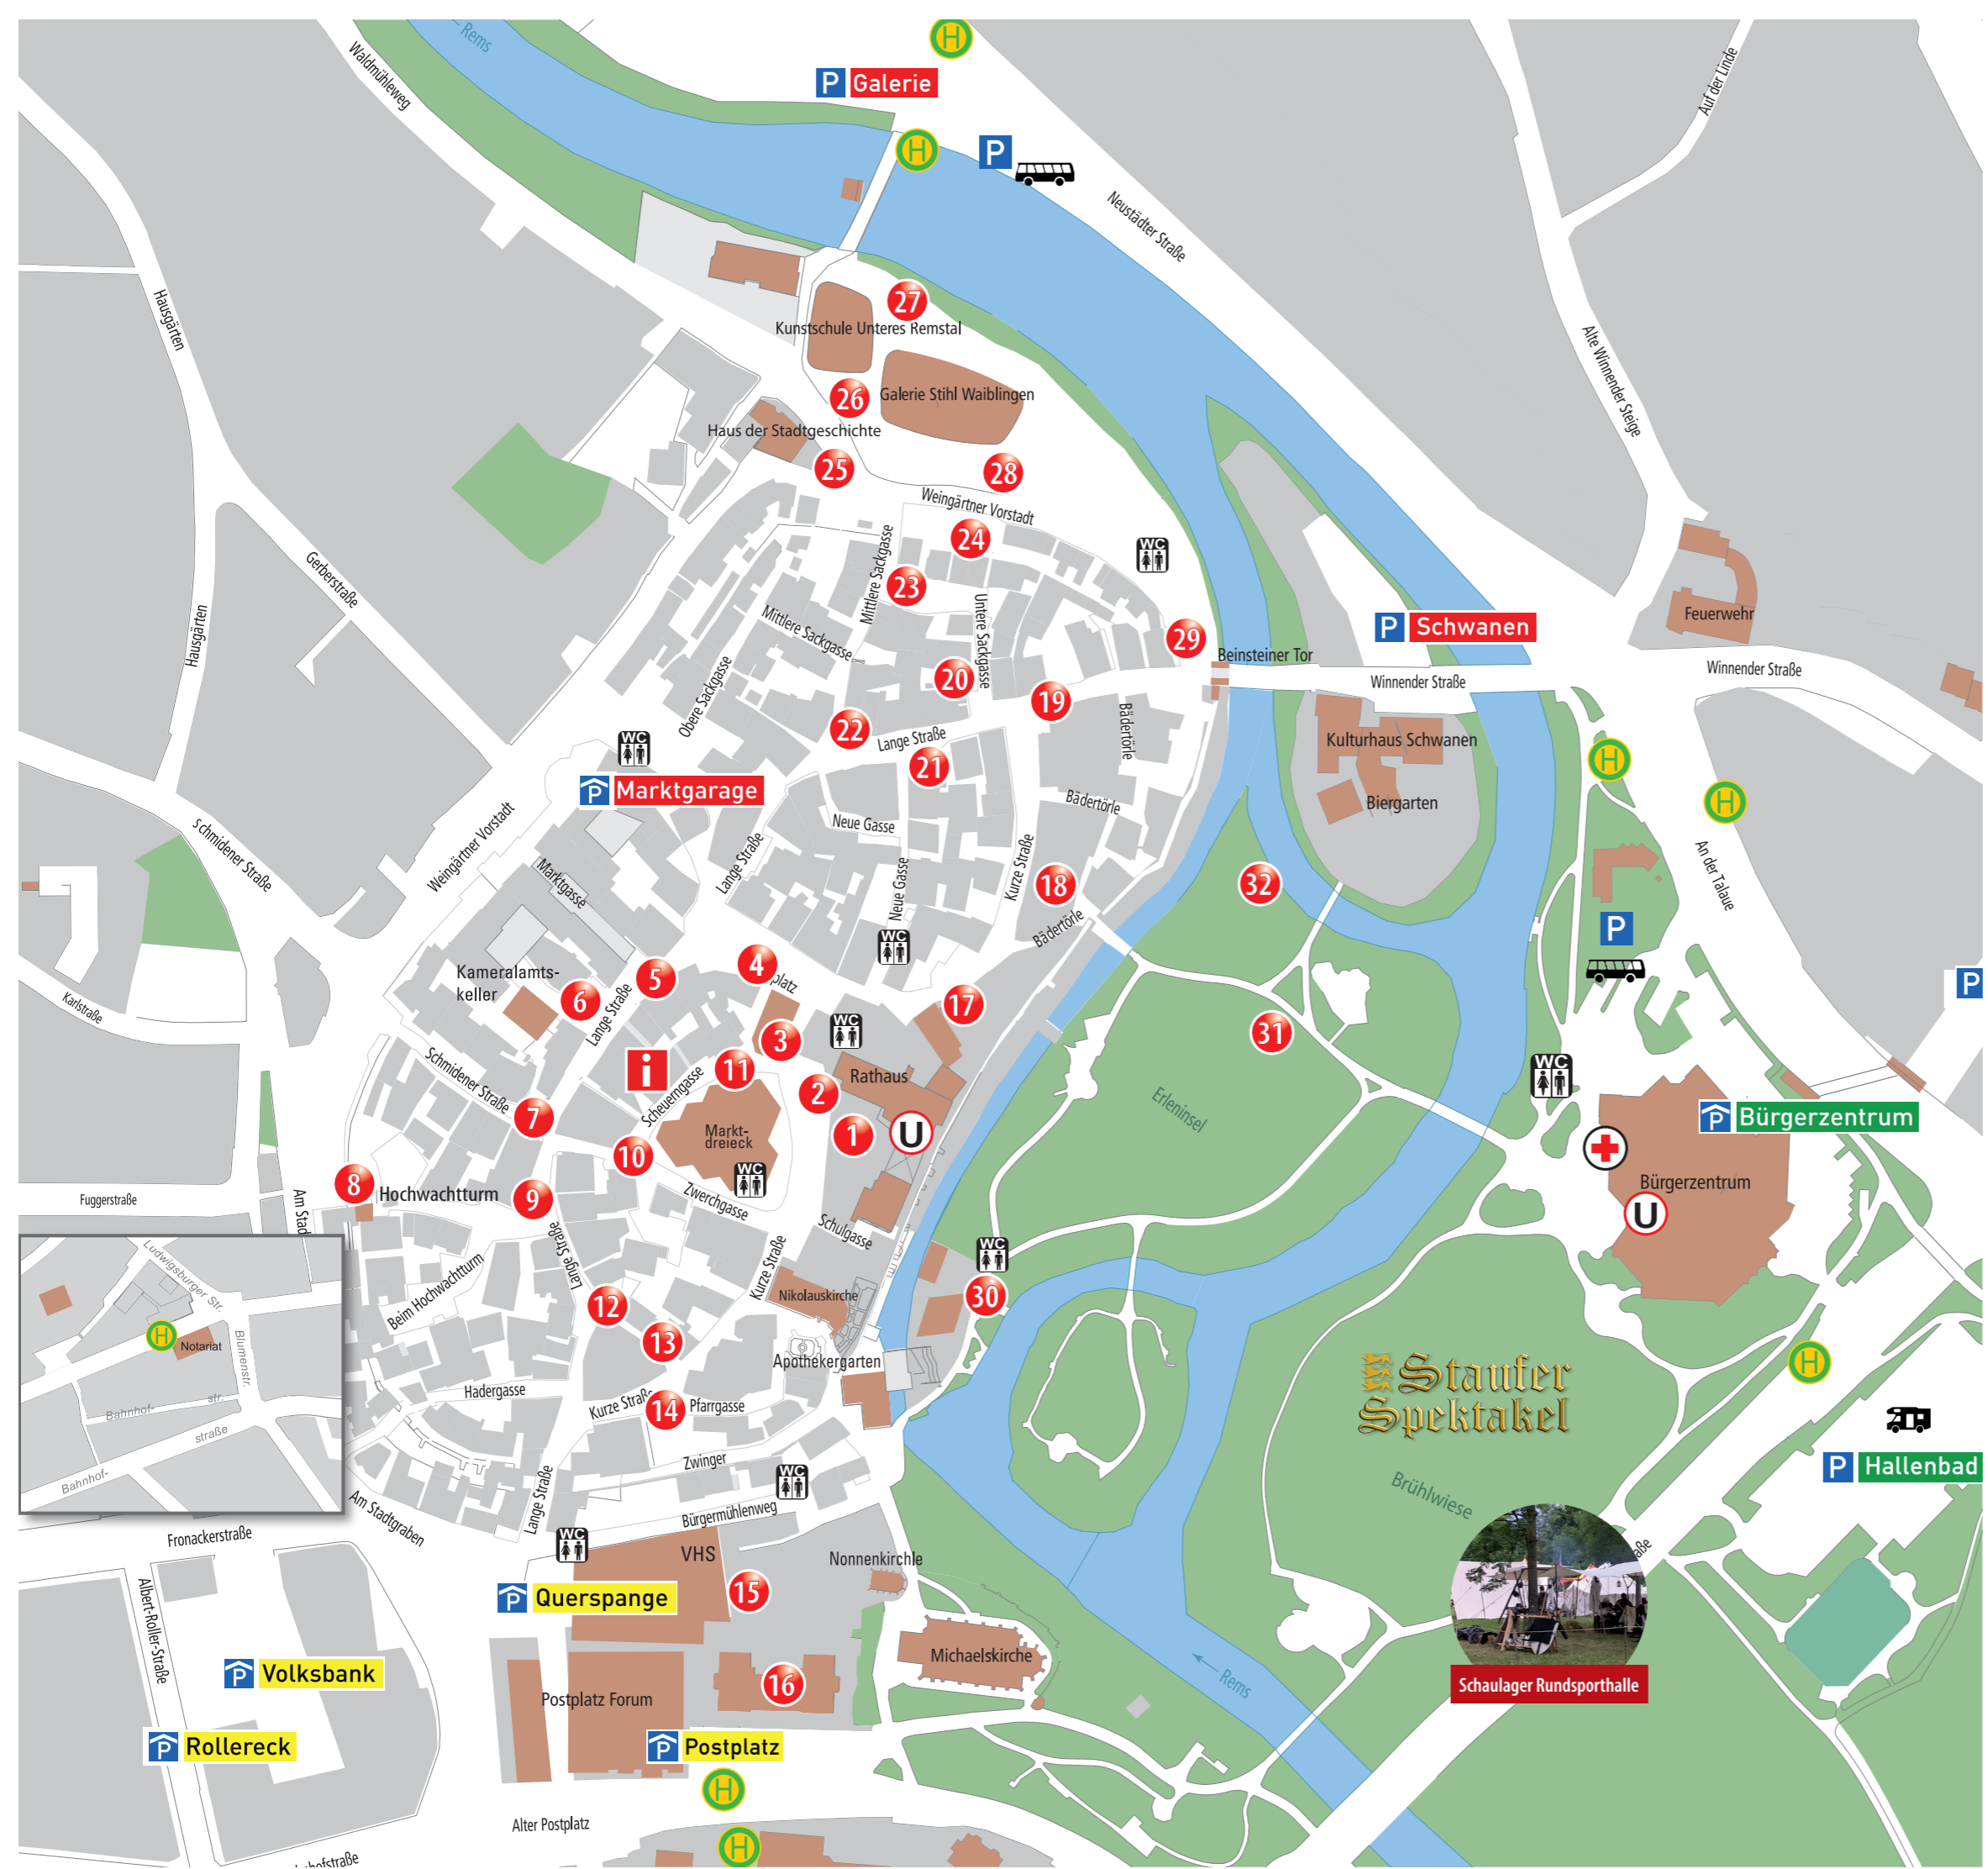 Rems
Waldmühleweg
H
P Galerie
H
P
Auf der Linde
Neustädter Straße
Hausgärten
27
Kunstschule Unteres Remstal
Alte Winnender Steige
26
Galerie Stihl Waiblingen
Haus der Stadtgeschichte
25
28
Weingärtner Vorstadt
24
WC
Gerberstraße
Mittlere Sackgasse
23
Hausgärten
Mittlere Sackgasse
Untere Sackgasse
Feuerwehr
P Schwanen
29
Beinsteiner Tor
Winnender Straße
Winnender Straße
Obere Sackgasse
20
19
Bädertörle
22
Lange Straße
21
WC
Kulturhaus Schwanen
H
P Marktgarage
Biergarten
H
Bädertörle
Neue Gasse
Schmidener Straße
Weingärtner Vorstadt
Lange Straße
Marktgasse
Neue Gasse
Kurze Straße
18
32
An der Talaue
Bädertörle
P
WC
Kameralamts-
keller
6
5
4
platz
P
Karlstraße
Lange Straße
17
WC
3
31
Schmidener Straße
i
11
Rathaus
WC
Scheuerngasse
2
Erleninsel
7
1
U
P Bürgerzentrum
Markt-
dreieck
10
WC
8
Hochwachtturm
9
Bürgerzentrum
U
Fuggerstraße
Am Stad
Zwerchgasse
Schulgasse
Lange Straße
Kurze Straße
WC
Ludwigsburger Str.
Beim Hochwachtturm
Nikolauskirche
30
12
H
Notariat
Blumenstr.
13
Apothekergarten
H
Staufer
Spektakel
Hadergasse
Kurze Straße
14
Pfarrgasse
Bahnhof-
str.
straße
Bahnhof-
Zwinger
WC
P Hallenbad
Brühlwiese
Lange Straße
Am Stadtgraben
Bürgermühlenweg
Fronackerstraße
WC
VHS
Nonnenkirchle
aße
Albert-Roller-Straße
P Querspange
15
Michaelskirche
P Volksbank
16
Rems
Schaulager Rundsporthalle
Postplatz Forum
P Rollereck
P Postplatz
H
Alter Postplatz
H
hofstraße